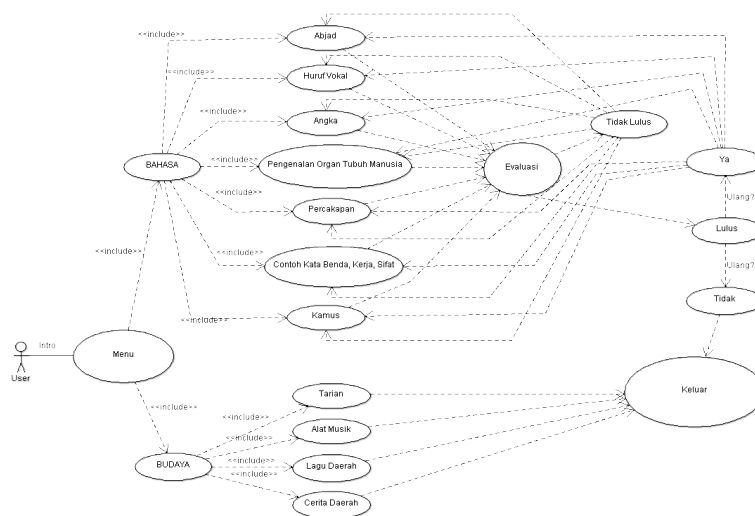 Abjad
<<include>>
Huruf Vokal
<<include>>
Angka
<<include>>
Tidak Lulus
BAHASA
<<include>>
Pengenalan Organ Tubuh Manusia
Evaluasi
Ya
<<include>>
Percakapan
Ulang?
Lulus
<<include>>
<<include>>
Contoh Kata Benda, Kerja, Sifat
Ulang?
Tidak
<<include>>
Kamus
Intro
User
Menu
Keluar
<<include>>
Tarian
<<include>>
Alat Musik
<<include>>
BUDAYA
<<include>>
Lagu Daerah
<<include>>
Cerita Daerah